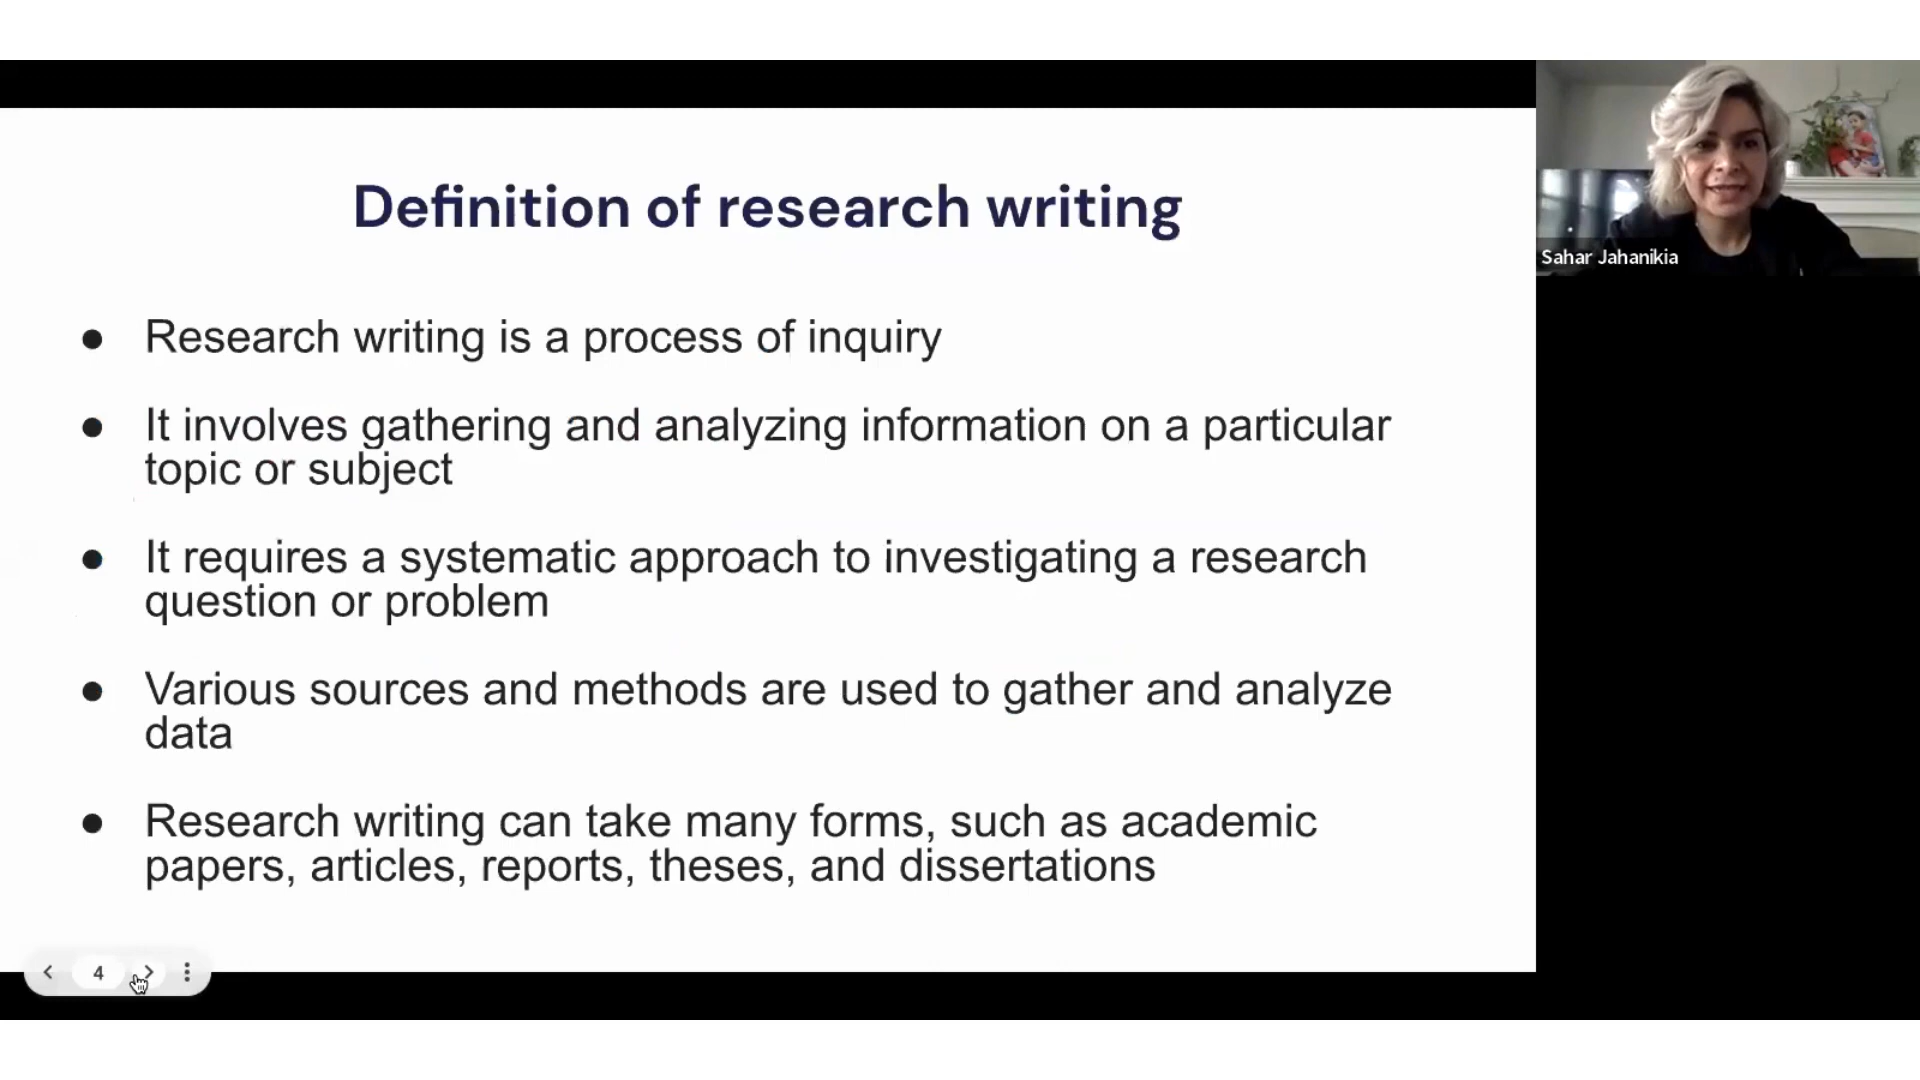 Definition of research writing
Sahar Jahanikia
● Research writing is a process of inquiry
● It involves gathering and analyzing information on a particular
topic or subject
● It requires a systematic approach to investigating a research
question or problem
● Various sources and methods are used to gather and analyze
data
● Research writing can take many forms, such as academic
papers, articles, reports, theses, and dissertations
4